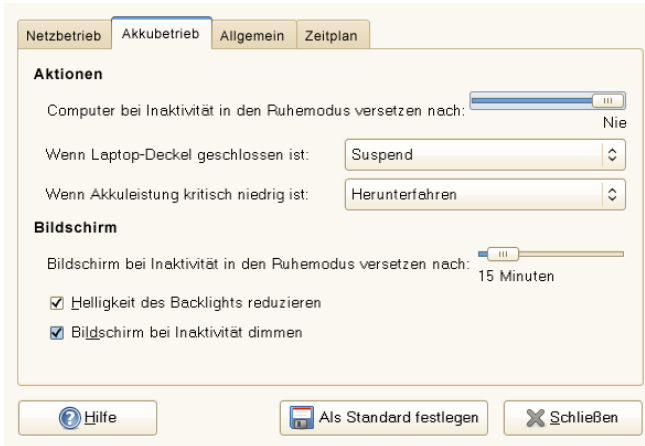 Netzbetrieb Akkubetrieb Allgemein Zeitplan
Aktionen
Computer bei Inaktivität in den Ruhemodus versetzen nach:
Nie
Wenn Laptop-Deckel geschlossen ist: Suspend
Wenn Akkuleistung kritisch niedrig ist: Herunterfahren
Bildschirm
Bildschirm bei Inaktivität in den Ruhemodus versetzen nach:
15 Minuten
Helligkeit des Backlights reduzieren
Bildschirm bei Inaktivität dimmen
Hilfe Als Standard festlegen Schließen